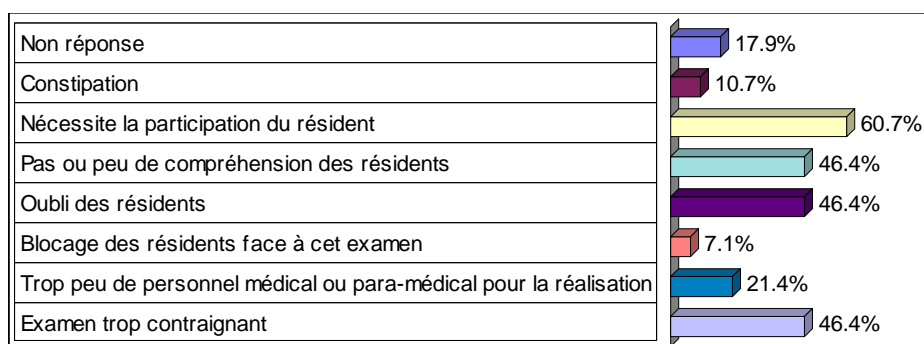 Non réponse 17.9%
Constipation 10.7%
Nécessite la participation du résident 60.7%
Pas ou peu de compréhension des résidents 46.4%
Oubli des résidents 46.4%
Blocage des résidents face à cet examen 7.1%
Trop peu de personnel médical ou para-médical pour la réalisation 21.4%
Examen trop contraignant 46.4%